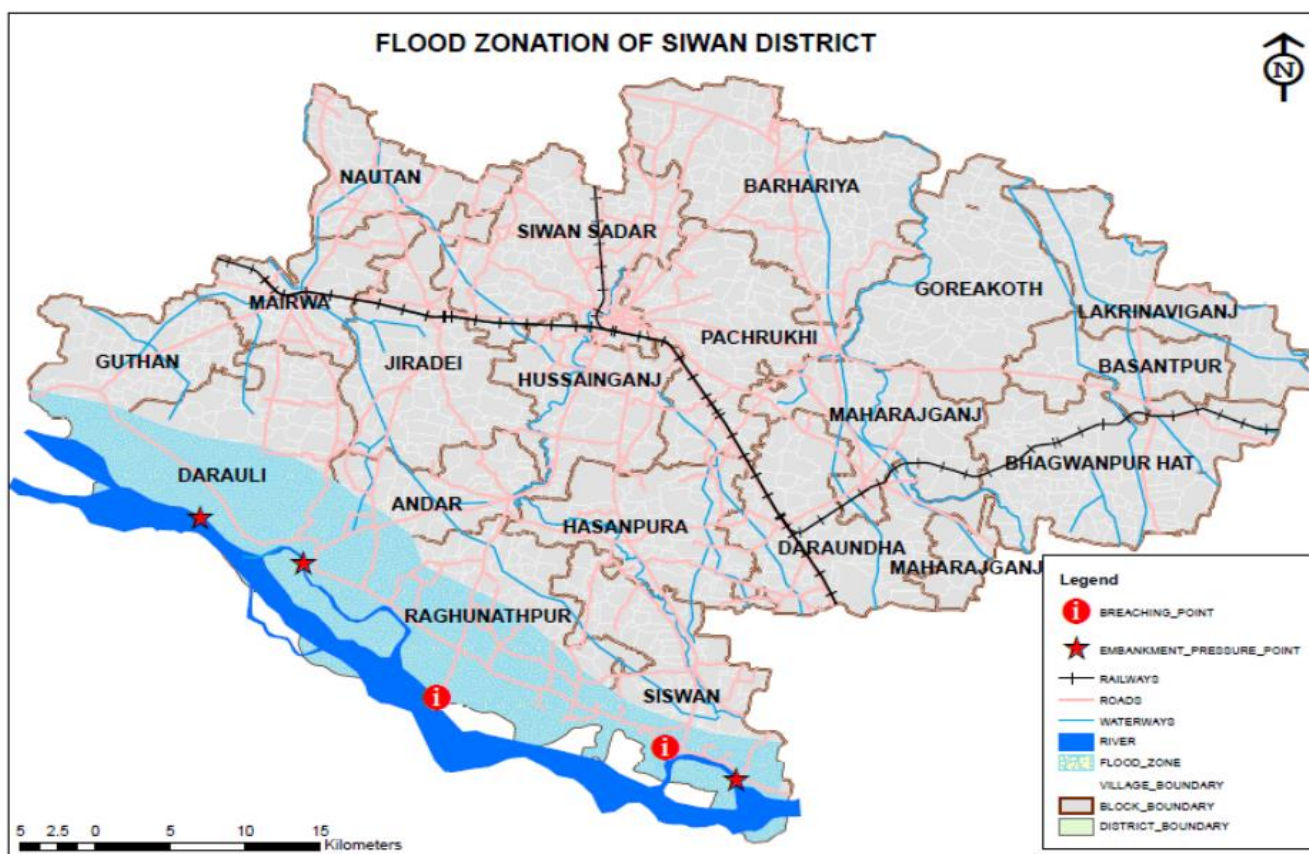 FLOOD ZONATION OF SIWAN DISTRICT
N
NAUTAN
BARHARIYA
SIWAN SADAR
GOREAKOTH
MAIRWA
LAKRINAVIGANJ
PACHRUKHI
GUTHAN
JIRADEI
BASANTPUR
HUSSAINGANJ
MAHARAJGANJ
BHAGWANPUR HAT
DARAULI
ANDAR
HASANPURA
DARAUNDHA
MAHARAJGANJ
RAGHUNATHPUR
SISWAN
i
i
Legend
i BREACHING_POINT
EMBANKMENT_PRESSURE_POINT
RAILWAYS
ROADS
WATERWAYS
RIVER
FLOOD_ZONE
VILLAGE_BOUNDARY
BLOCK_BOUNDARY
DISTRICT_BOUNDARY
5 2.5 0 5 10 15
Kilometers